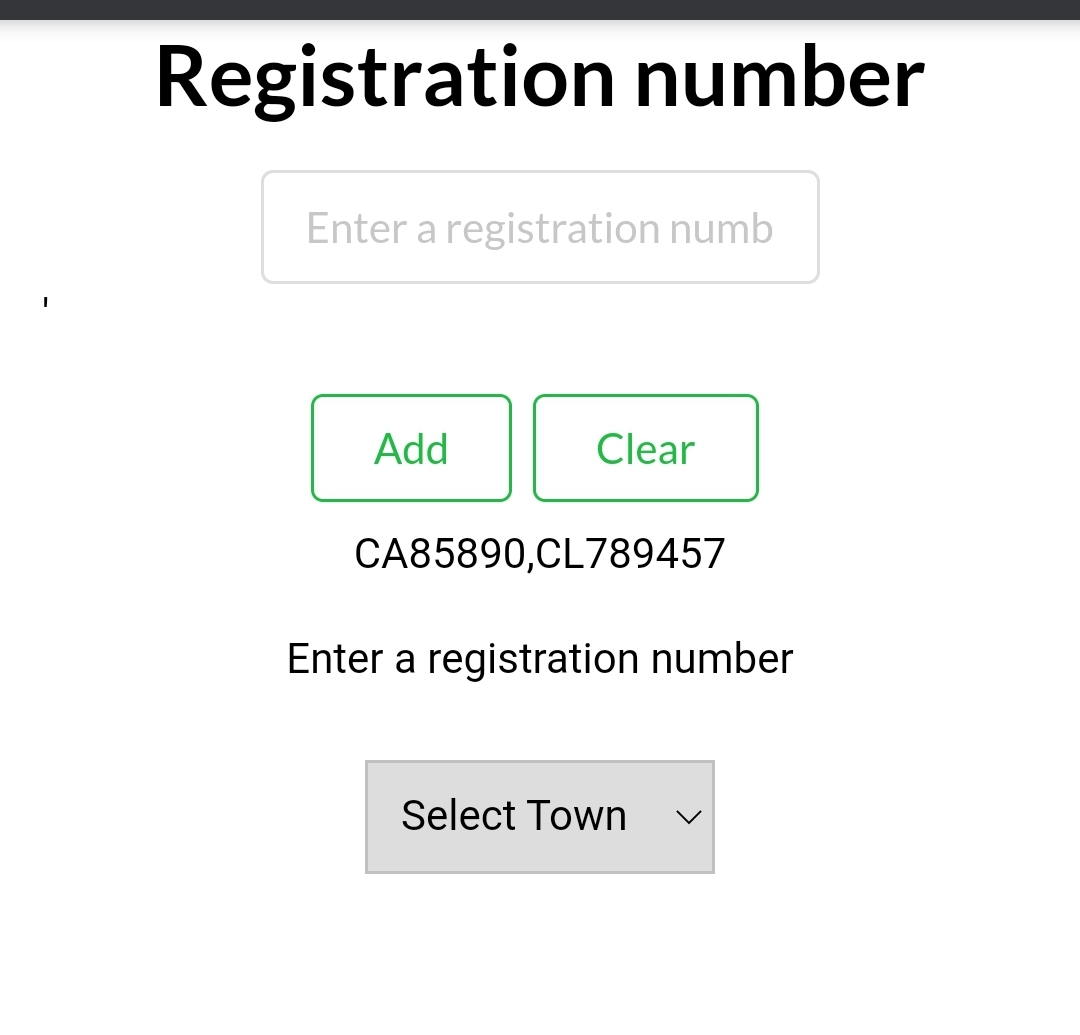 Registration number
Enter a registration numb
'
Add Clear
CA85890,CL789457
Enter a registration number
Select Town